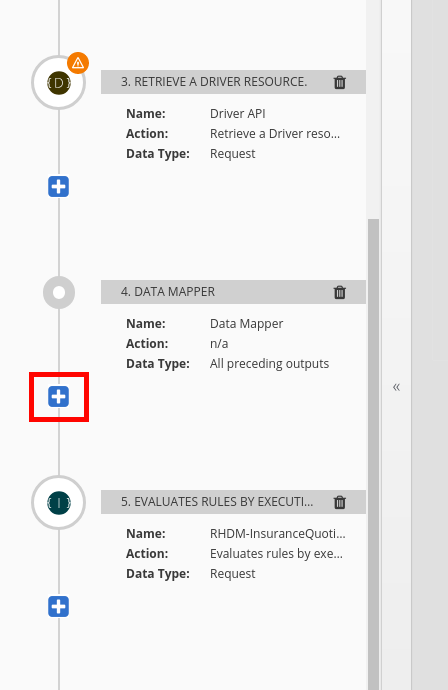 {D}
3. RETRIEVE A DRIVER RESOURCE.
Name: Driver API
Action: Retrieve a Driver reso...
Data Type: Request
4. DATA MAPPER
Name: Data Mapper
Action: n/a
Data Type: All preceding outputs
«
{I}
5. EVALUATES RULES BY EXECUTI...
Name: RHDM-InsuranceQuoti...
Action: Evaluates rules by exe...
Data Type: Request